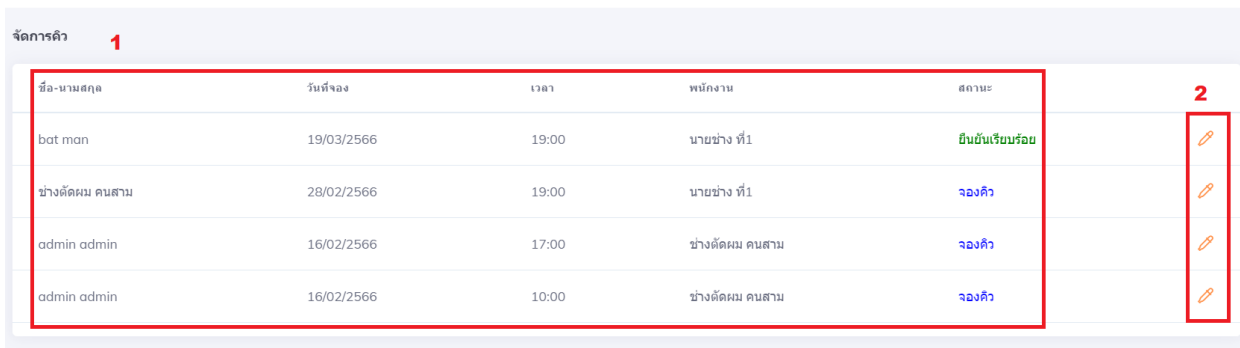 จัดการคิว
1
ชื่อ-นามสกุล วันที่จอง เวลา พนักงาน สถานะ
2
bat man 19/03/2566 19:00 นายช่าง ที่1 ยืนยันเรียบร้อย
ช่างตัดผม คนสาม 28/02/2566 19:00 นายช่าง ที่1 จองคิว
admin admin 16/02/2566 17:00 ช่างตัดผม คนสาม จองคิว
admin admin 16/02/2566 10:00 ช่างตัดผม คนสาม จองคิว